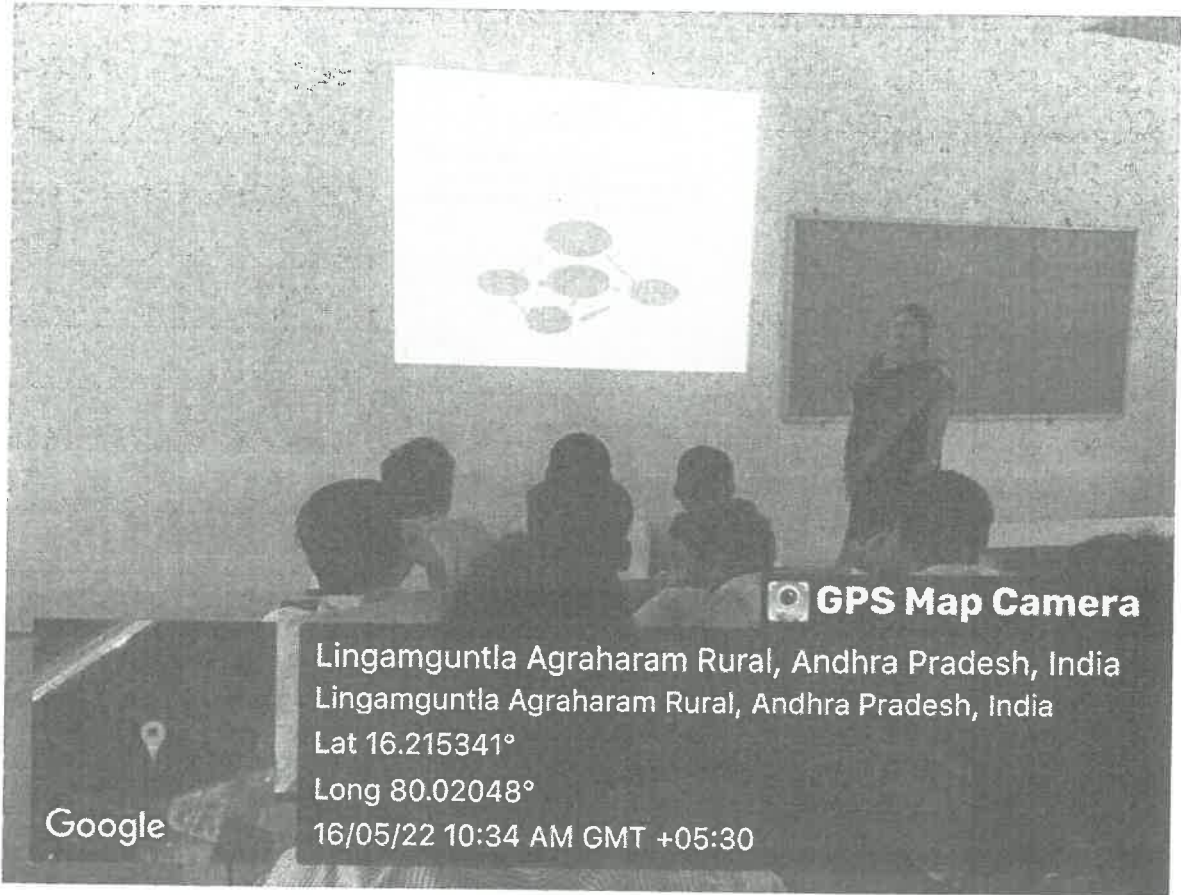 GPS Map Camera
Lingamguntla Agraharam Rural, Andhra Pradesh, India
Lingamguntla Agraharam Rural, Andhra Pradesh, India
Lat 16.215341°
Long 80.02048°
16/05/22 10:34 AM GMT +05:30
Google